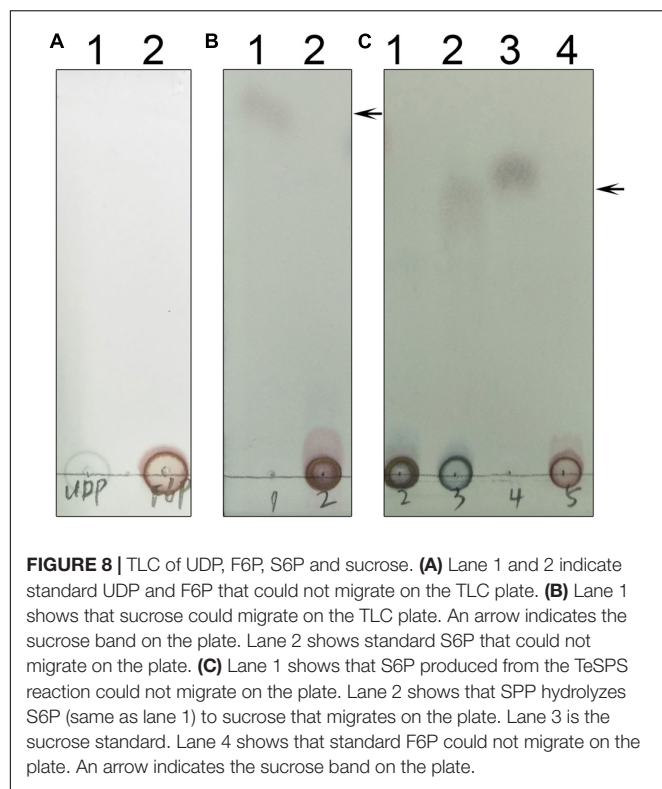 A 1 2 B 1 2 C 1 2 3 4
UDP F6P 1 2 2 3 4 5
FIGURE 8 | TLC of UDP, F6P, S6P and sucrose. (A) Lane 1 and 2 indicate
standard UDP and F6P that could not migrate on the TLC plate. (B) Lane 1
shows that sucrose could migrate on the TLC plate. An arrow indicates the
sucrose band on the plate. Lane 2 shows standard S6P that could not
migrate on the plate. (C) Lane 1 shows that S6P produced from the TeSPS
reaction could not migrate on the plate. Lane 2 shows that SPP hydrolyzes
S6P (same as lane 1) to sucrose that migrates on the plate. Lane 3 is the
sucrose standard. Lane 4 shows that standard F6P could not migrate on the
plate. An arrow indicates the sucrose band on the plate.